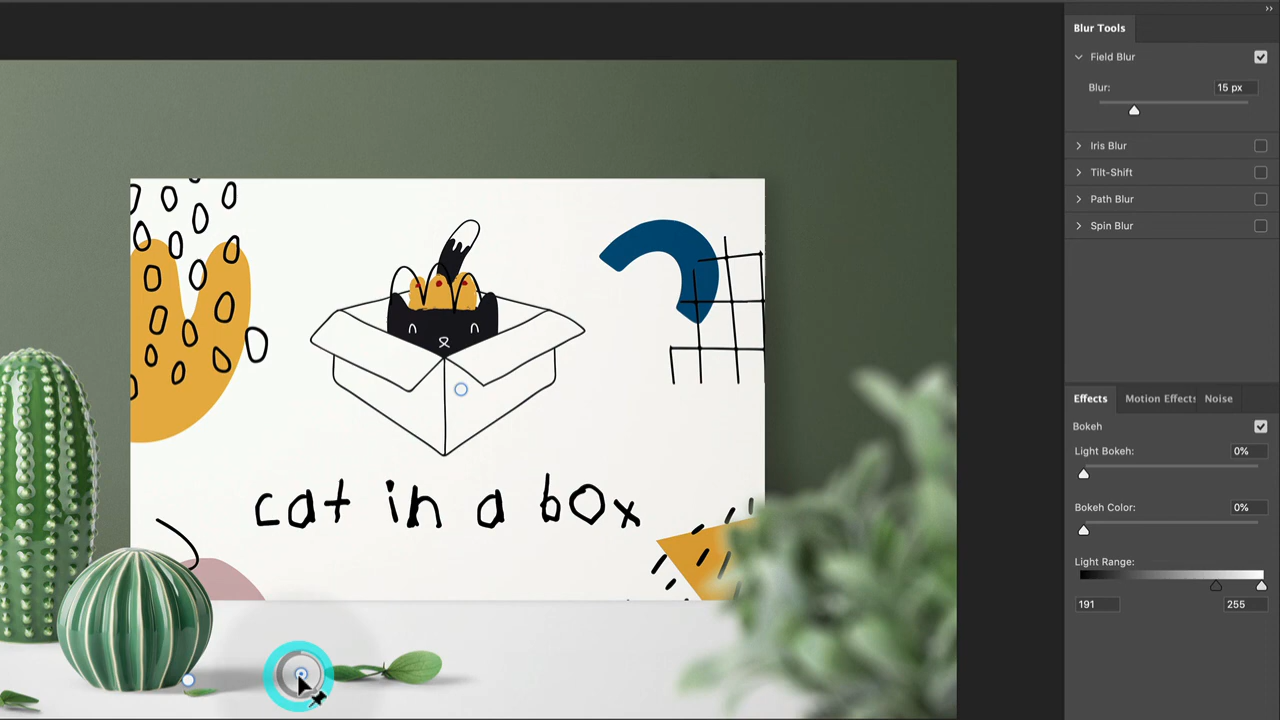 Blur Tools
Field Blur
Blur:
15 px
Iris Blur
Tilt-Shift
Path Blur
Spin Blur
cat in a box
Effects
Motion Effects
Noise
Bokeh
Light Bokeh:
0%
Bokeh Color:
0%
Light Range:
191
255